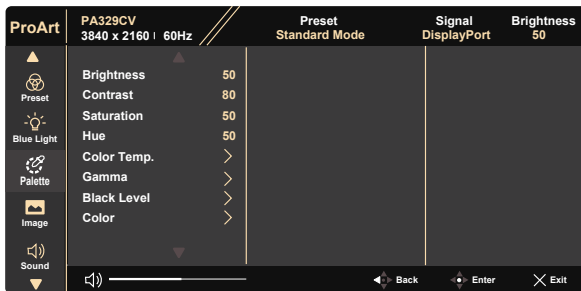 ProArt
PA329CV
3840 x 2160 60Hz
Preset
Standard Mode
Signal
DisplayPort
Brightness
50
Preset
Blue Light
Palette
Image
Sound
Brightness 50
Contrast 80
Saturation 50
Hue 50
Color Temp.
Gamma
Black Level
Color
Back
Enter
Exit